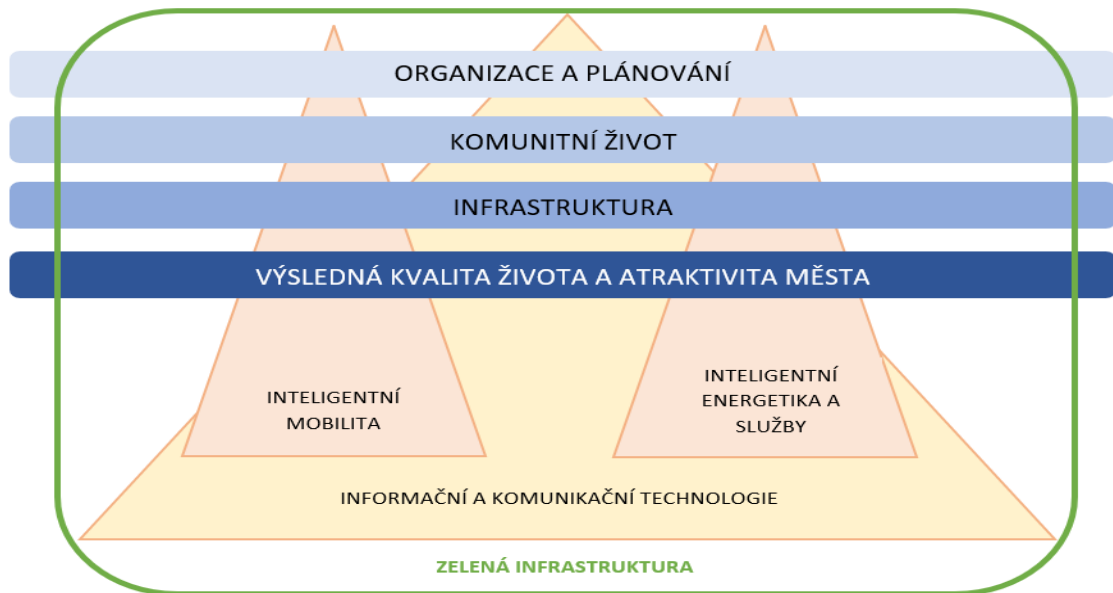 ORGANIZACE A PLÁNOVÁNÍ
KOMUNITNÍ ŽIVOT
INFRASTRUKTURA
VÝSLEDNÁ KVALITA ŽIVOTA A ATRAKTIVITA MĚSTA
INTELIGENTNÍ
MOBILITA
INTELIGENTNÍ
ENERGETIKA A
SLUŽBY
INFORMAČNÍ A KOMUNIKAČNÍ TECHNOLOGIE
ZELENÁ INFRASTRUKTURA